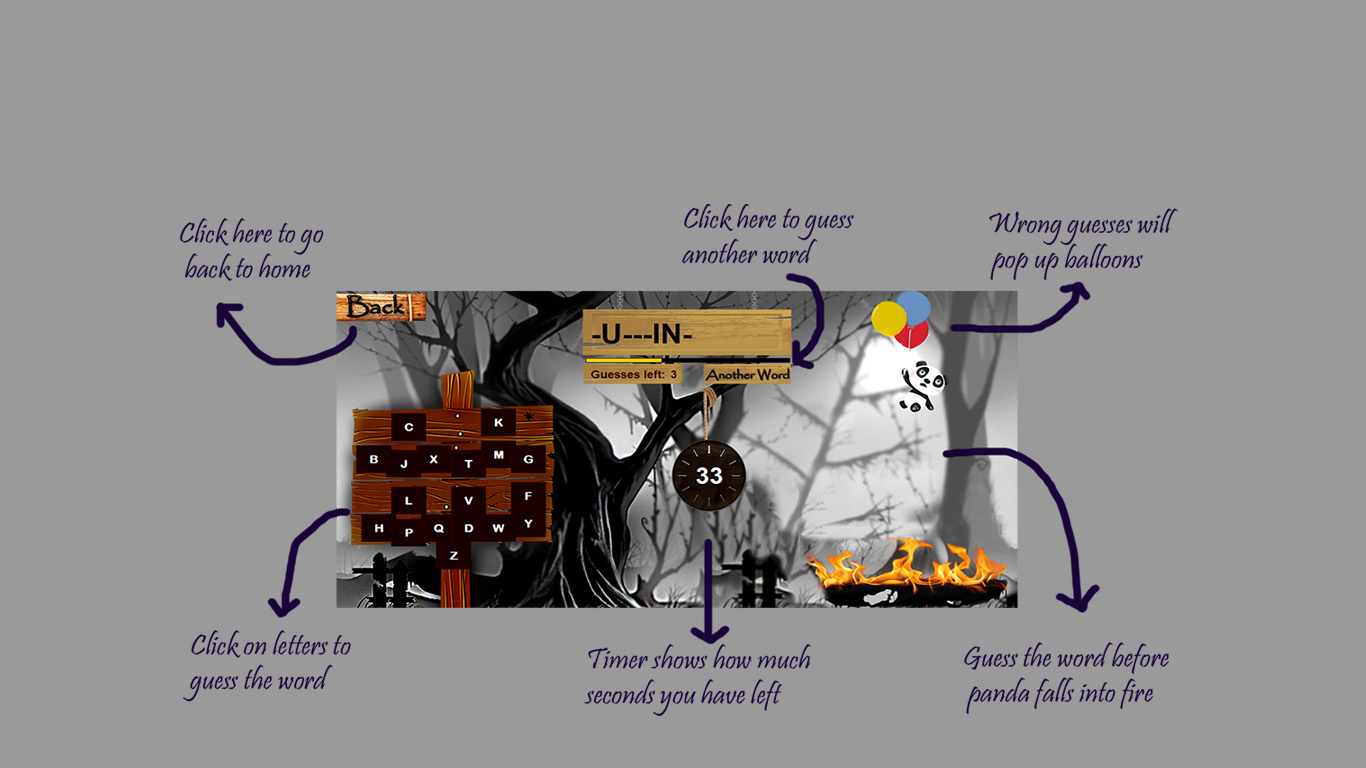 Click here to go
back to home
Click here to guess
another word
Wrong guesses will
pop up balloons
Back
-U---IN-
Guesses left: 3
Another Word
C K
B J X T M G
L V F
H P Q D W Y
Z
33
Click on letters to
guess the word
Timer shows how much
seconds you have left
Guess the word before
panda falls into fire